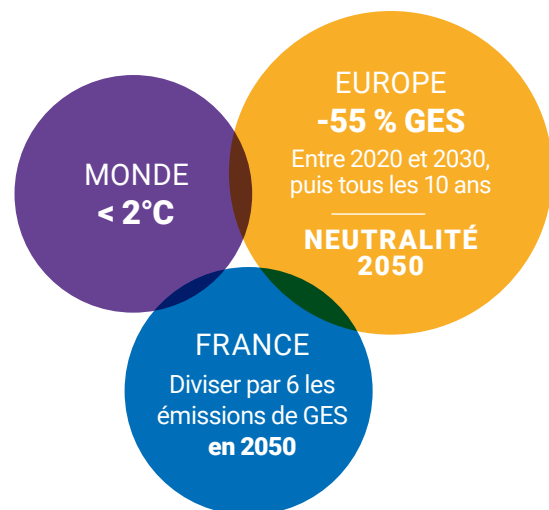 MONDE
< 2°C
EUROPE
-55 % GES
Entre 2020 et 2030,
puis tous les 10 ans
NEUTRALITÉ
2050
FRANCE
Diviser par 6 les
émissions de GES
en 2050